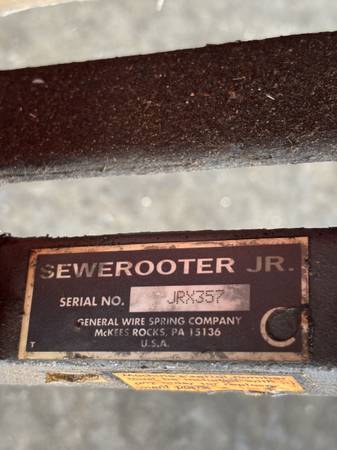 SEWEROOTER JR.
SERIAL NO. JRX357
GENERAL WIRE SPRING COMPANY
McKEES ROCKS, PA 15136
U.S.A.
T